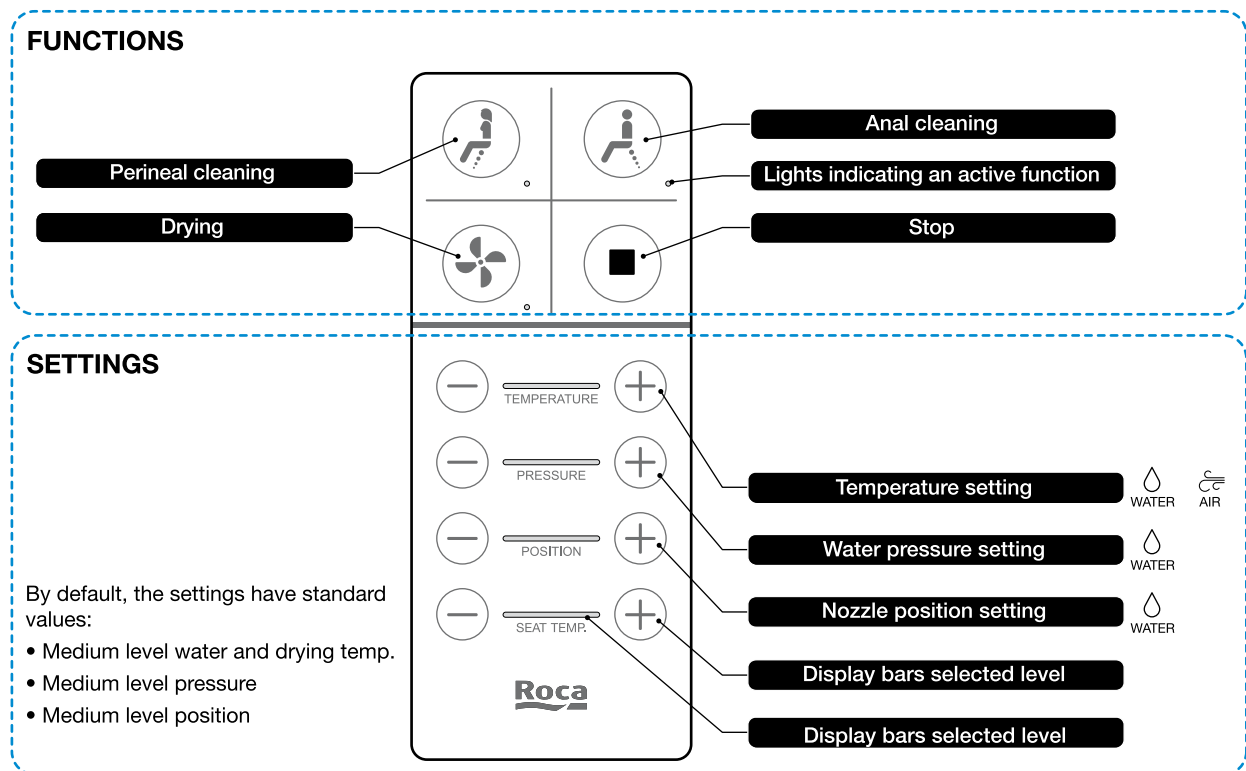 FUNCTIONS
Perineal cleaning
Drying
Anal cleaning
Lights indicating an active function
Stop
SETTINGS
TEMPERATURE
PRESSURE
POSITION
SEAT TEMP.
Roca
Temperature setting
WATER
AIR
Water pressure setting
WATER
Nozzle position setting
WATER
Display bars selected level
Display bars selected level
By default, the settings have standard
values:
• Medium level water and drying temp.
• Medium level pressure
• Medium level position